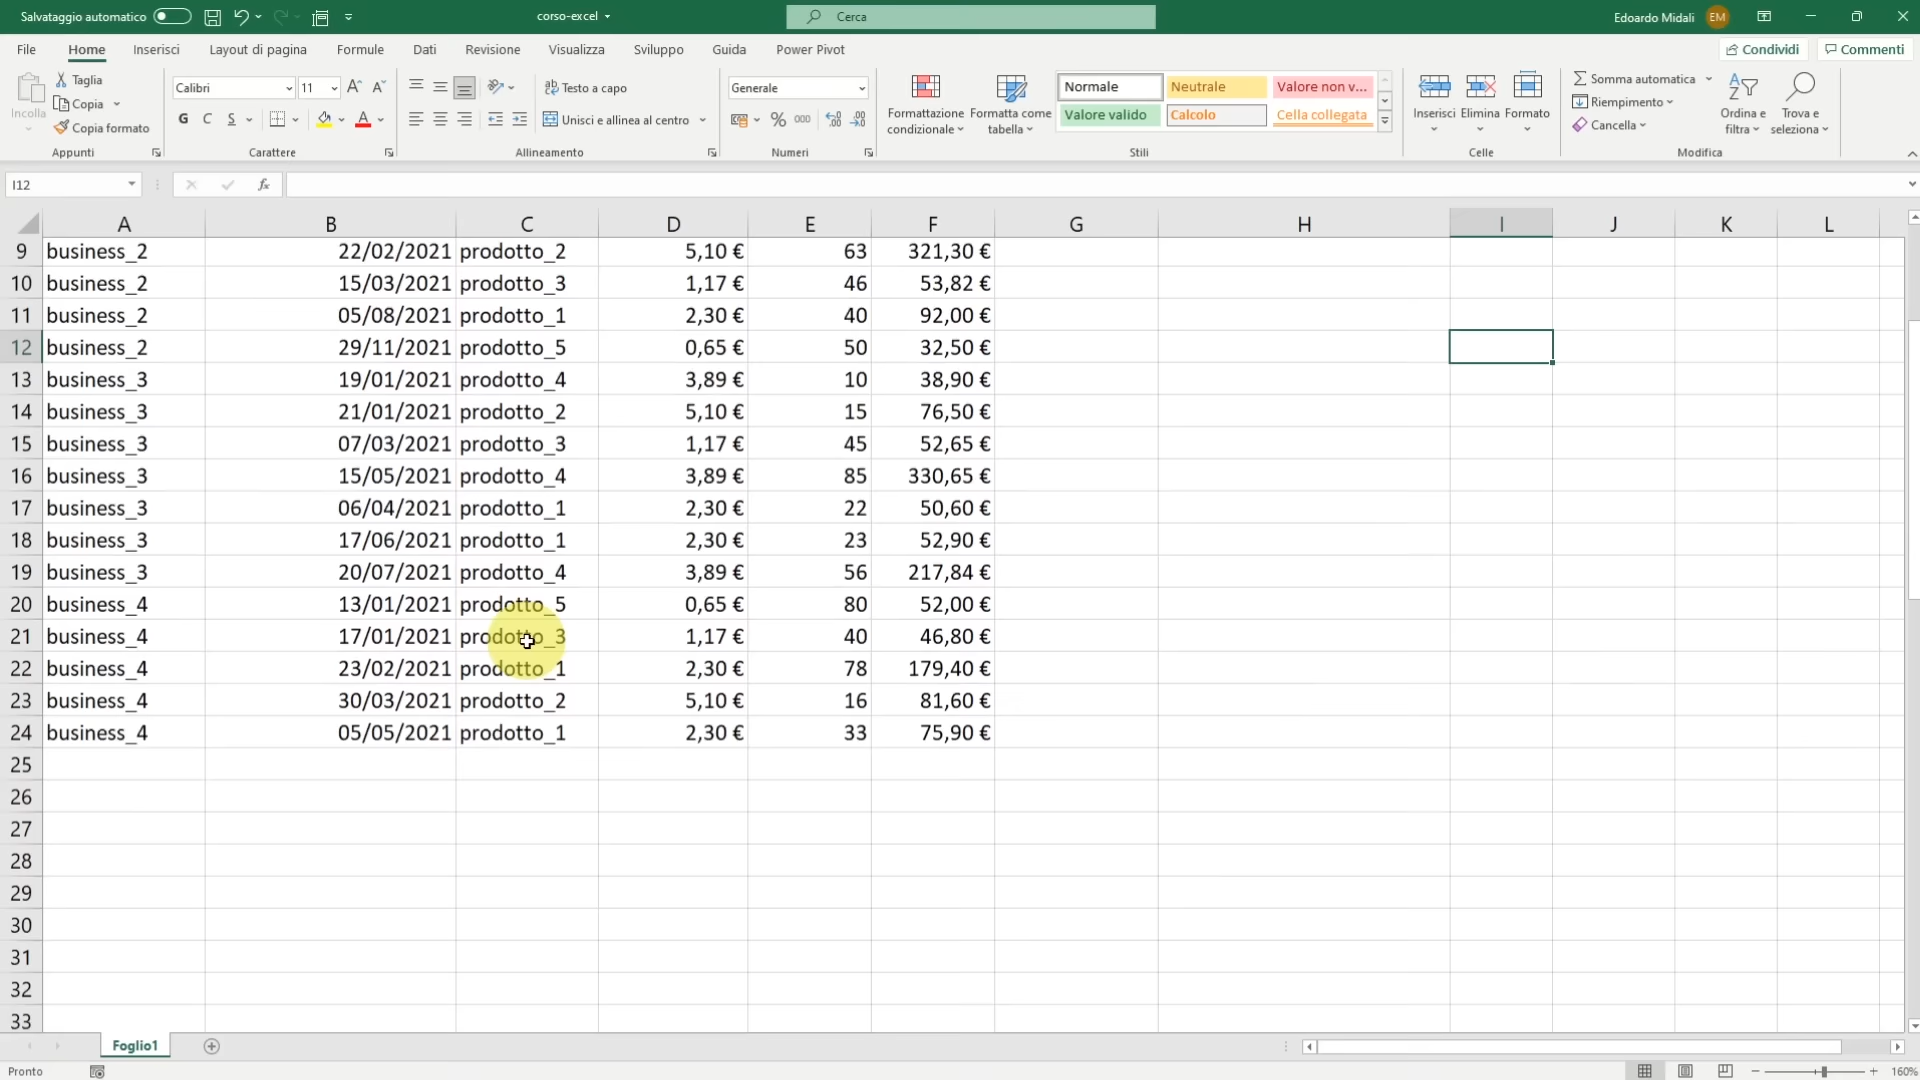 Salvataggio automatico
corso-excel
Cerca
Edoardo Midali EM
File Home Inserisci Layout di pagina Formule Dati Revisione Visualizza Sviluppo Guida Power Pivot
Condividi Commenti
Incolla
Taglia
Copia
Copia formato
Appunti
Calibri 11
G C S
Carattere
Testo a capo
Unisci e allinea al centro
Allineamento
Generale
% 000
Numeri
Formattazione condizionale
Formatta come tabella
Normale Neutrale Valore non v...
Valore valido Calcolo Cella collegata
Stili
Inserisci Elimina Formato
Celle
Somma automatica
Riempimento
Cancella
Ordina e filtra
Trova e seleziona
Modifica
I12
fx
A B C D E F G H I J K L
9 business_2 22/02/2021 prodotto_2 5,10 € 63 321,30 €
10 business_2 15/03/2021 prodotto_3 1,17 € 46 53,82 €
11 business_2 05/08/2021 prodotto_1 2,30 € 40 92,00 €
12 business_2 29/11/2021 prodotto_5 0,65 € 50 32,50 €
13 business_3 19/01/2021 prodotto_4 3,89 € 10 38,90 €
14 business_3 21/01/2021 prodotto_2 5,10 € 15 76,50 €
15 business_3 07/03/2021 prodotto_3 1,17 € 45 52,65 €
16 business_3 15/05/2021 prodotto_4 3,89 € 85 330,65 €
17 business_3 06/04/2021 prodotto_1 2,30 € 22 50,60 €
18 business_3 17/06/2021 prodotto_1 2,30 € 23 52,90 €
19 business_3 20/07/2021 prodotto_4 3,89 € 56 217,84 €
20 business_4 13/01/2021 prodotto_5 0,65 € 80 52,00 €
21 business_4 17/01/2021 prodotto_3 1,17 € 40 46,80 €
22 business_4 23/02/2021 prodotto_1 2,30 € 78 179,40 €
23 business_4 30/03/2021 prodotto_2 5,10 € 16 81,60 €
24 business_4 05/05/2021 prodotto_1 2,30 € 33 75,90 €
25
26
27
28
29
30
31
32
33
Foglio1
Pronto
160%